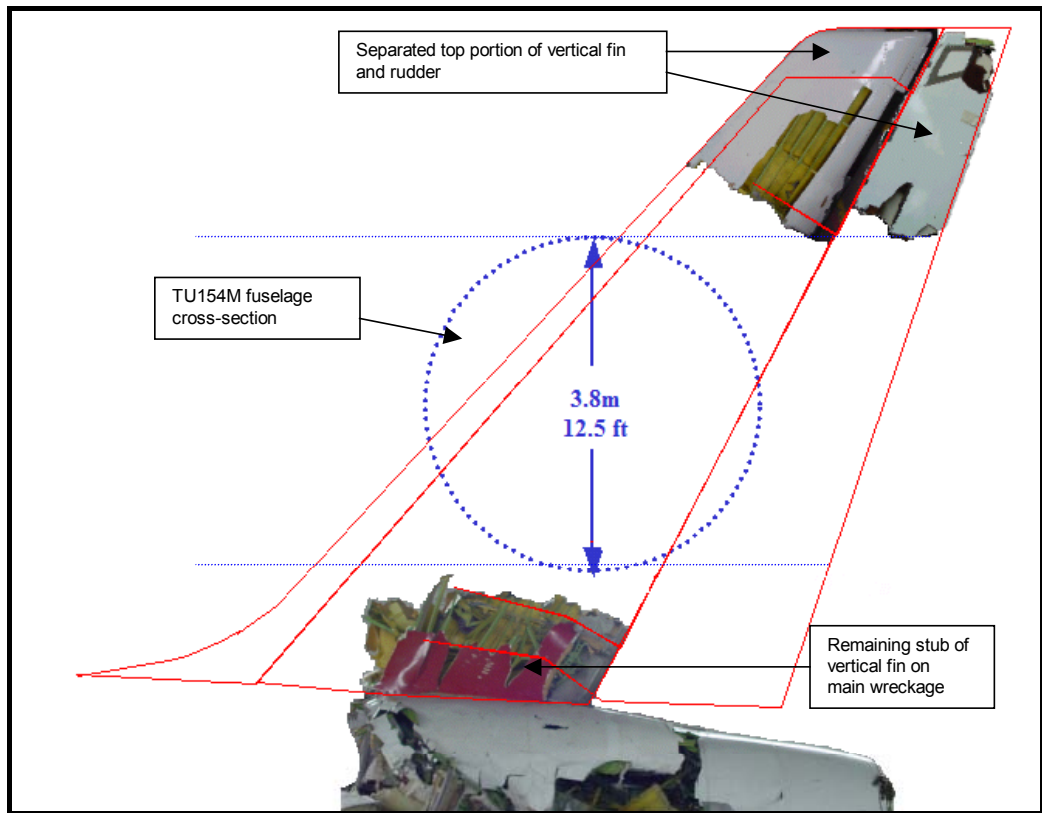 Separated top portion of vertical fin
and rudder
TU154M fuselage
cross-section
3.8m
12.5 ft
Remaining stub of
vertical fin on
main wreckage